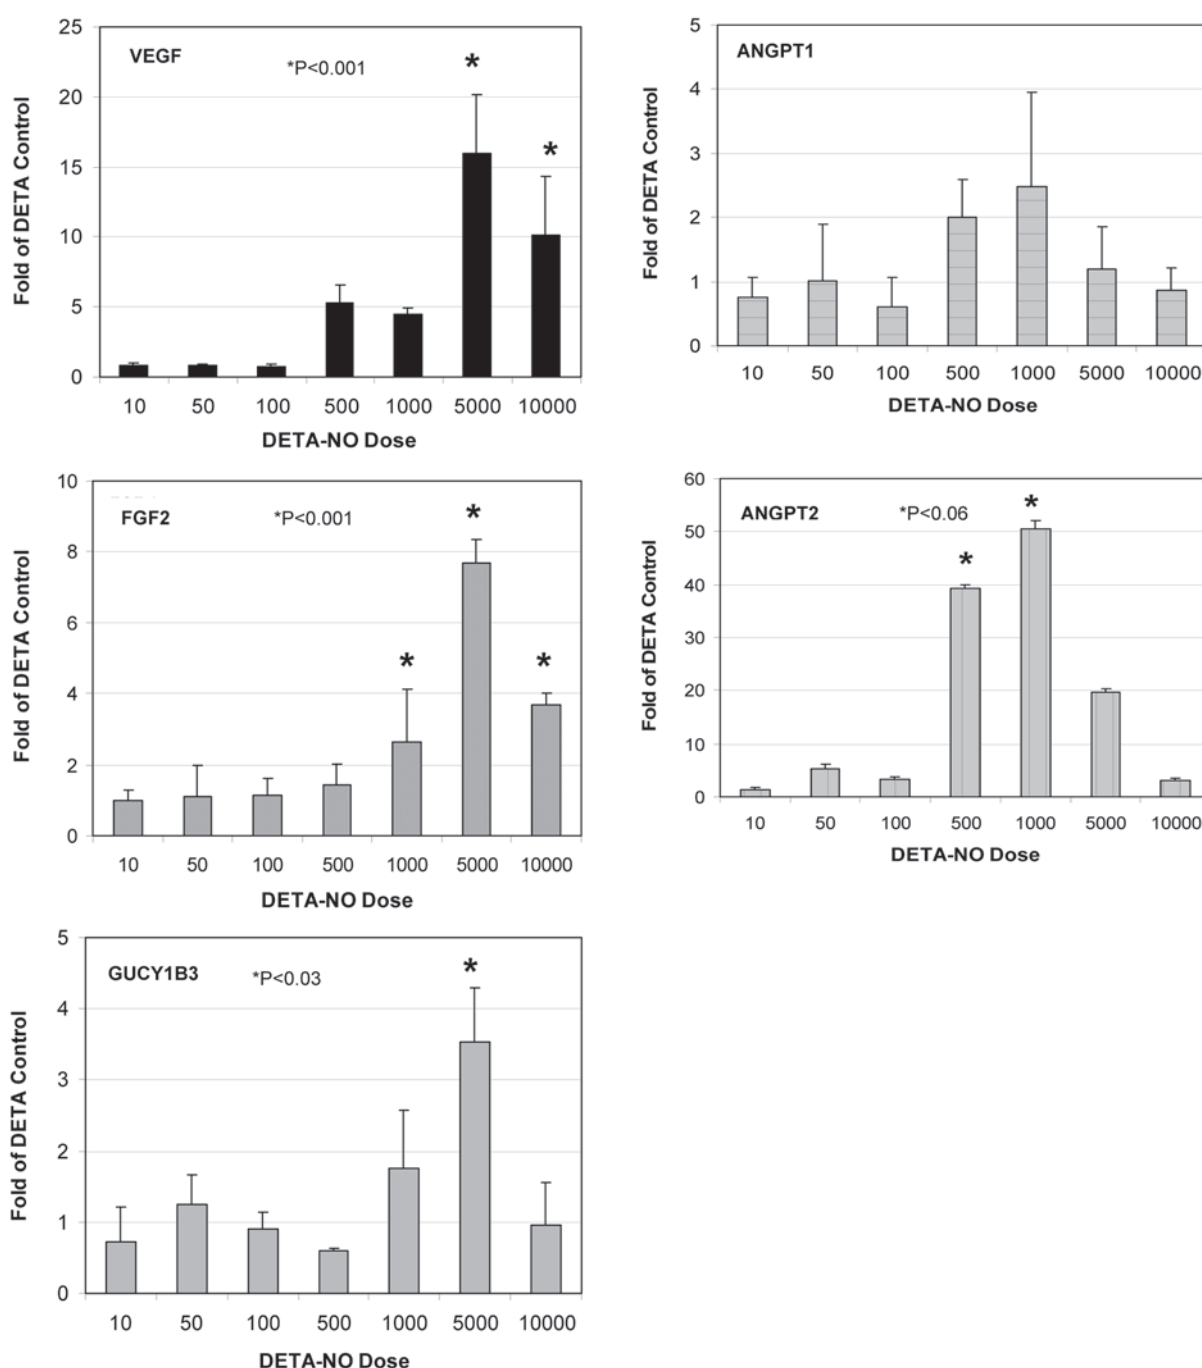 VEGF
*P<0.001
*
*
25
20
15
10
5
0
Fold of DETA Control
10 50 100 500 1000 5000 10000
DETA-NO Dose
ANGPT1
5
4
3
2
1
0
Fold of DETA Control
10 50 100 500 1000 5000 10000
DETA-NO Dose
FGF2
*P<0.001
*
*
*
10
8
6
4
2
0
Fold of DETA Control
10 50 100 500 1000 5000 10000
DETA-NO Dose
ANGPT2
*P<0.06
*
*
60
50
40
30
20
10
0
Fold of DETA Control
10 50 100 500 1000 5000 10000
DETA-NO Dose
GUCY1B3
*P<0.03
*
5
4
3
2
1
0
Fold of DETA Control
10 50 100 500 1000 5000 10000
DETA-NO Dose